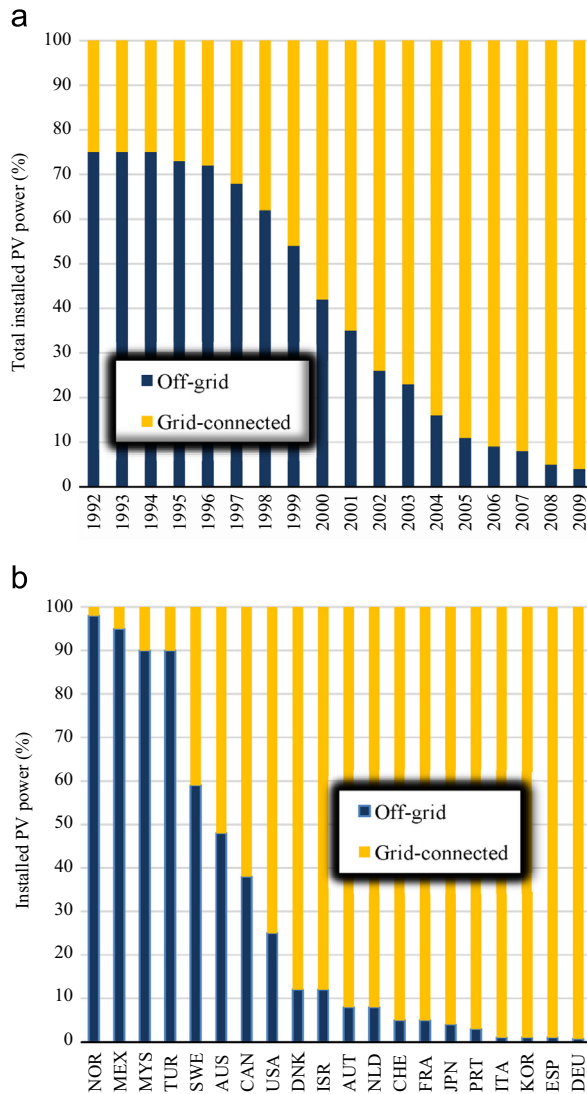 a
Total installed PV power (%)
100
90
80
70
60
50
40
30
20
10
0
Off-grid
Grid-connected
1992 1993 1994 1995 1996 1997 1998 1999 2000 2001 2002 2003 2004 2005 2006 2007 2008 2009
b
Installed PV power (%)
100
90
80
70
60
50
40
30
20
10
0
Off-grid
Grid-connected
NOR MEX MYS TUR SWE AUS CAN USA DNK ISR AUT NLD CHE FRA JPN PRT ITA KOR ESP DEU